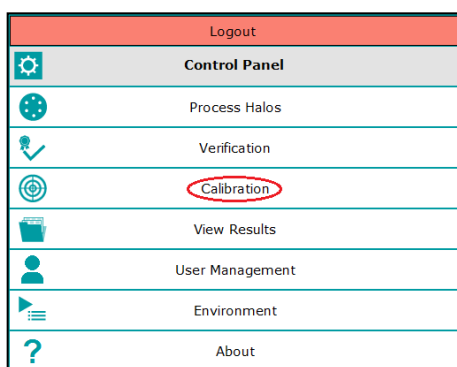 Logout
Control Panel
Process Halos
Verification
Calibration
View Results
User Management
Environment
About